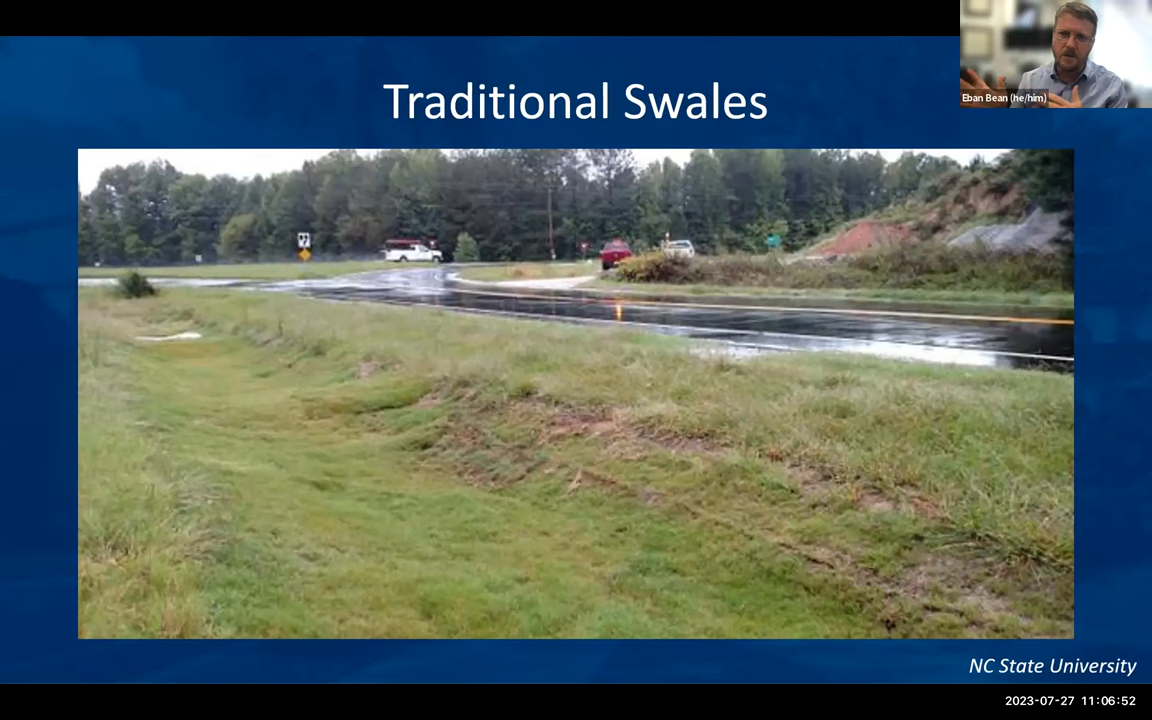 Eban Bean (he/him)
Traditional Swales
NC State University
2023-07-27 11:06:52